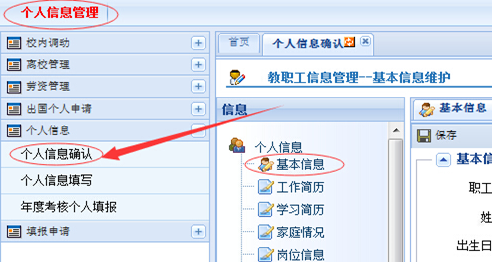 个人信息管理
校内调动
离校管理
劳资管理
出国个人申请
个人信息
个人信息确认
个人信息填写
年度考核个人填报
填报申请
首页
个人信息确认
教职工信息管理--基本信息维护
信息
个人信息
基本信息
工作简历
学习简历
家庭情况
岗位信息
基本信息
保存
基本信
职工
姓
出生日